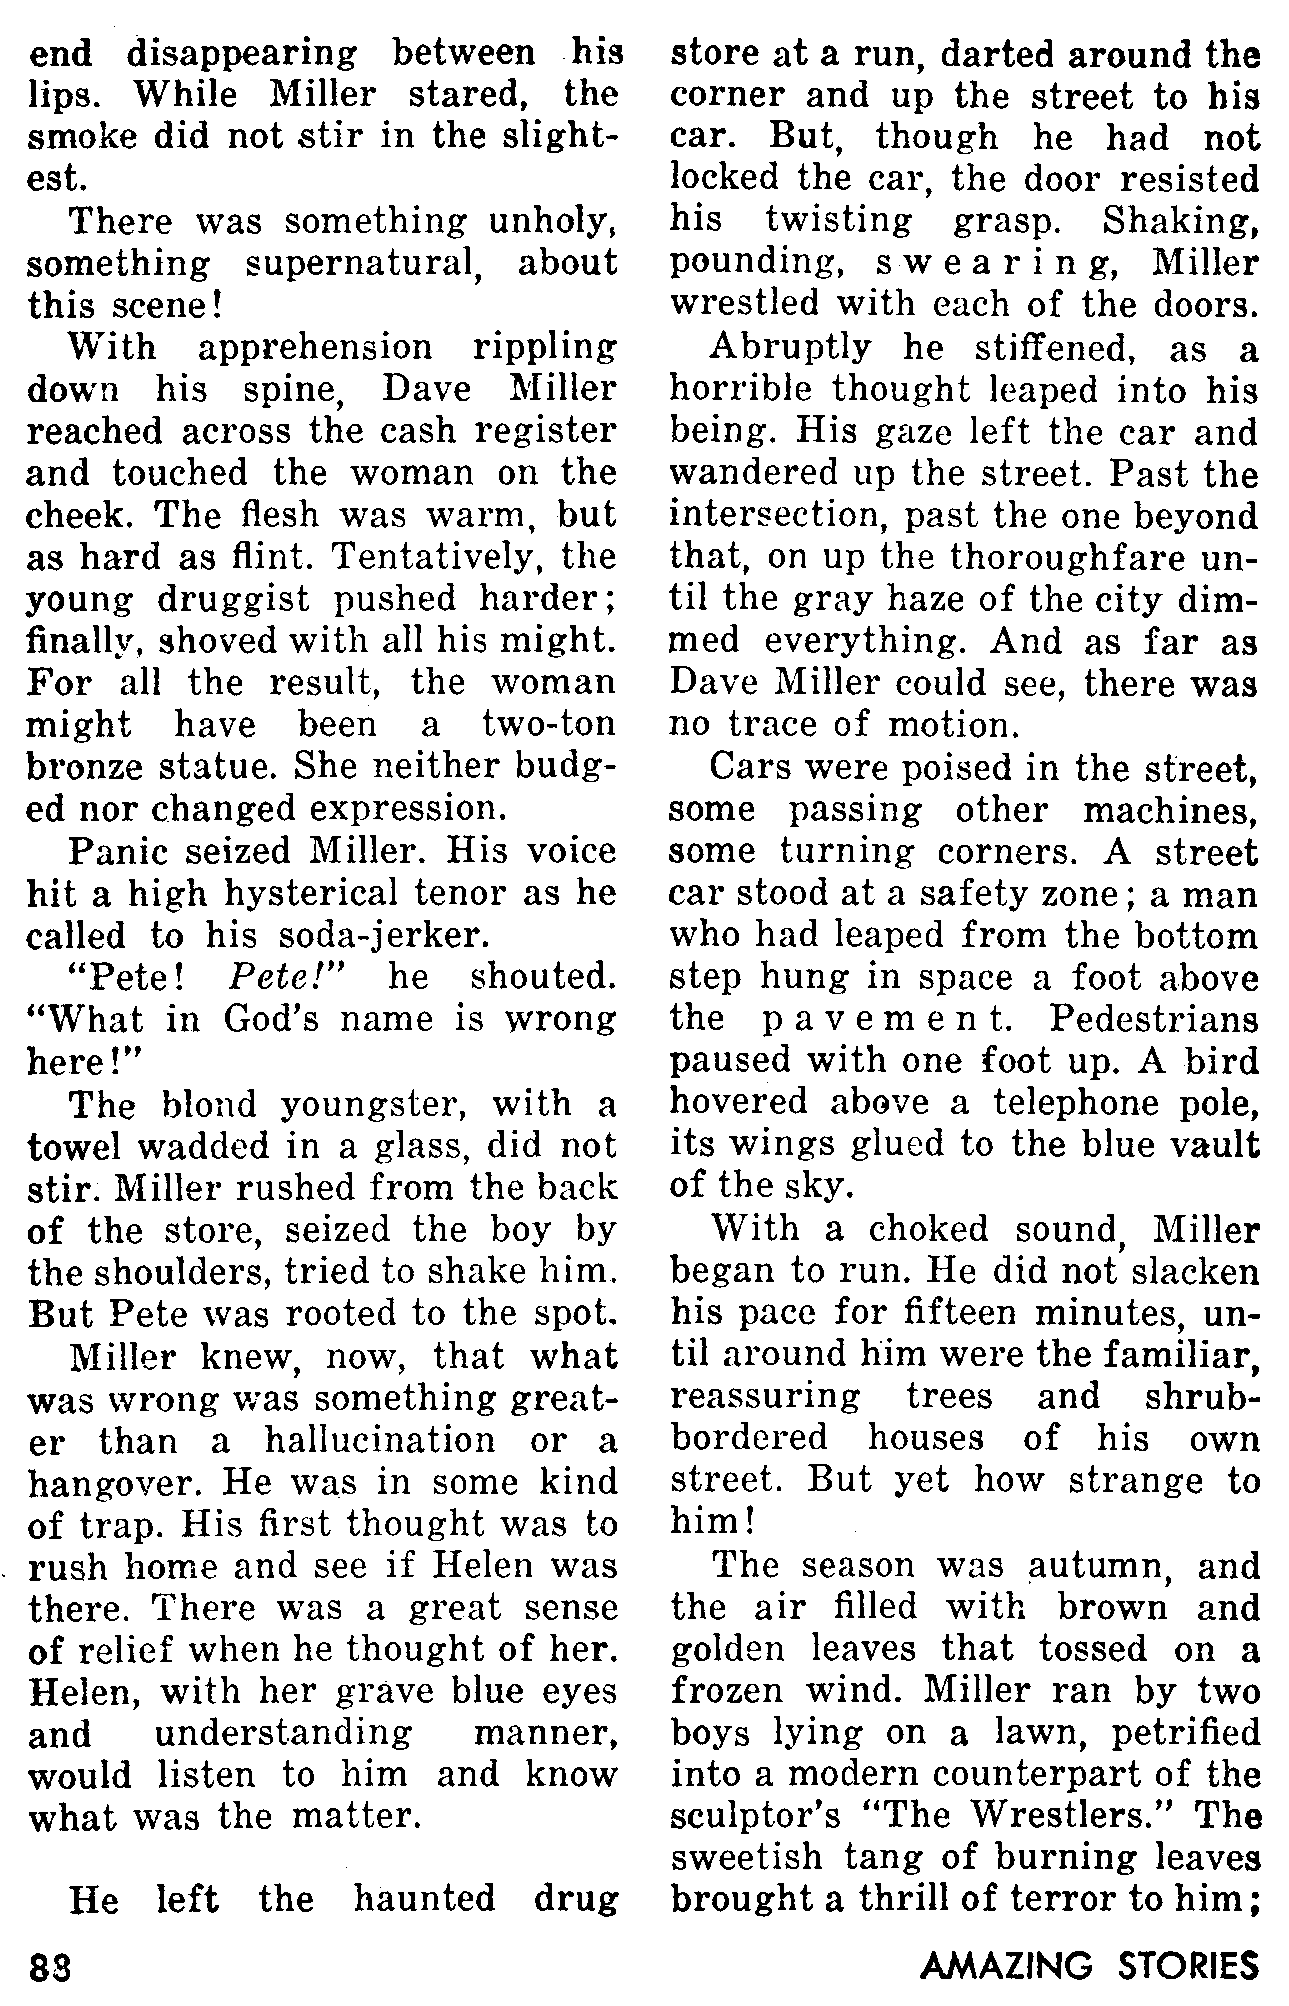 end disappearing between his
lips. While Miller stared, the
smoke did not stir in the slight-
est.
There was something unholy,
something supernatural, about
this scene!
With apprehension rippling
down his spine, Dave Miller
reached across the cash register
and touched the woman on the
cheek. The flesh was warm, but
as hard as flint. Tentatively, the
young druggist pushed harder;
finally, shoved with all his might.
For all the result, the woman
might have been a two-ton
bronze statue. She neither budg-
ed nor changed expression.
Panic seized Miller. His voice
hit a high hysterical tenor as he
called to his soda-jerker.
“Pete! Pete!” he shouted.
“What in God’s name is wrong
here!”
The blond youngster, with a
towel wadded in a glass, did not
stir. Miller rushed from the back
of the store, seized the boy by
the shoulders, tried to shake him.
But Pete was rooted to the spot.
Miller knew, now, that what
was wrong was something great-
er than a hallucination or a
hangover. He was in some kind
of trap. His first thought was to
rush home and see if Helen was
there. There was a great sense
of relief when he thought of her.
Helen, with her grave blue eyes
and understanding manner,
would listen to him and know
what was the matter.
He left the haunted drug
store at a run, darted around the
corner and up the street to his
car. But, though he had not
locked the car, the door resisted
his twisting grasp. Shaking,
pounding, swearing, Miller
wrestled with each of the doors.
Abruptly he stiffened, as a
horrible thought leaped into his
being. His gaze left the car and
wandered up the street. Past the
intersection, past the one beyond
that, on up the thoroughfare un-
til the gray haze of the city dim-
med everything. And as far as
Dave Miller could see, there was
no trace of motion.
Cars were poised in the street,
some passing other machines,
some turning corners. A street
car stood at a safety zone; a man
who had leaped from the bottom
step hung in space a foot above
the pavement. Pedestrians
paused with one foot up. A bird
hovered above a telephone pole,
its wings glued to the blue vault
of the sky.
With a choked sound, Miller
began to run. He did not slacken
his pace for fifteen minutes, un-
til around him were the familiar,
reassuring trees and shrub-
bordered houses of his own
street. But yet how strange to
him!
The season was autumn, and
the air filled with brown and
golden leaves that tossed on a
frozen wind. Miller ran by two
boys lying on a lawn, petrified
into a modern counterpart of the
sculptor’s “The Wrestlers.” The
sweetish tang of burning leaves
brought a thrill of terror to him;
88 AMAZING STORIES